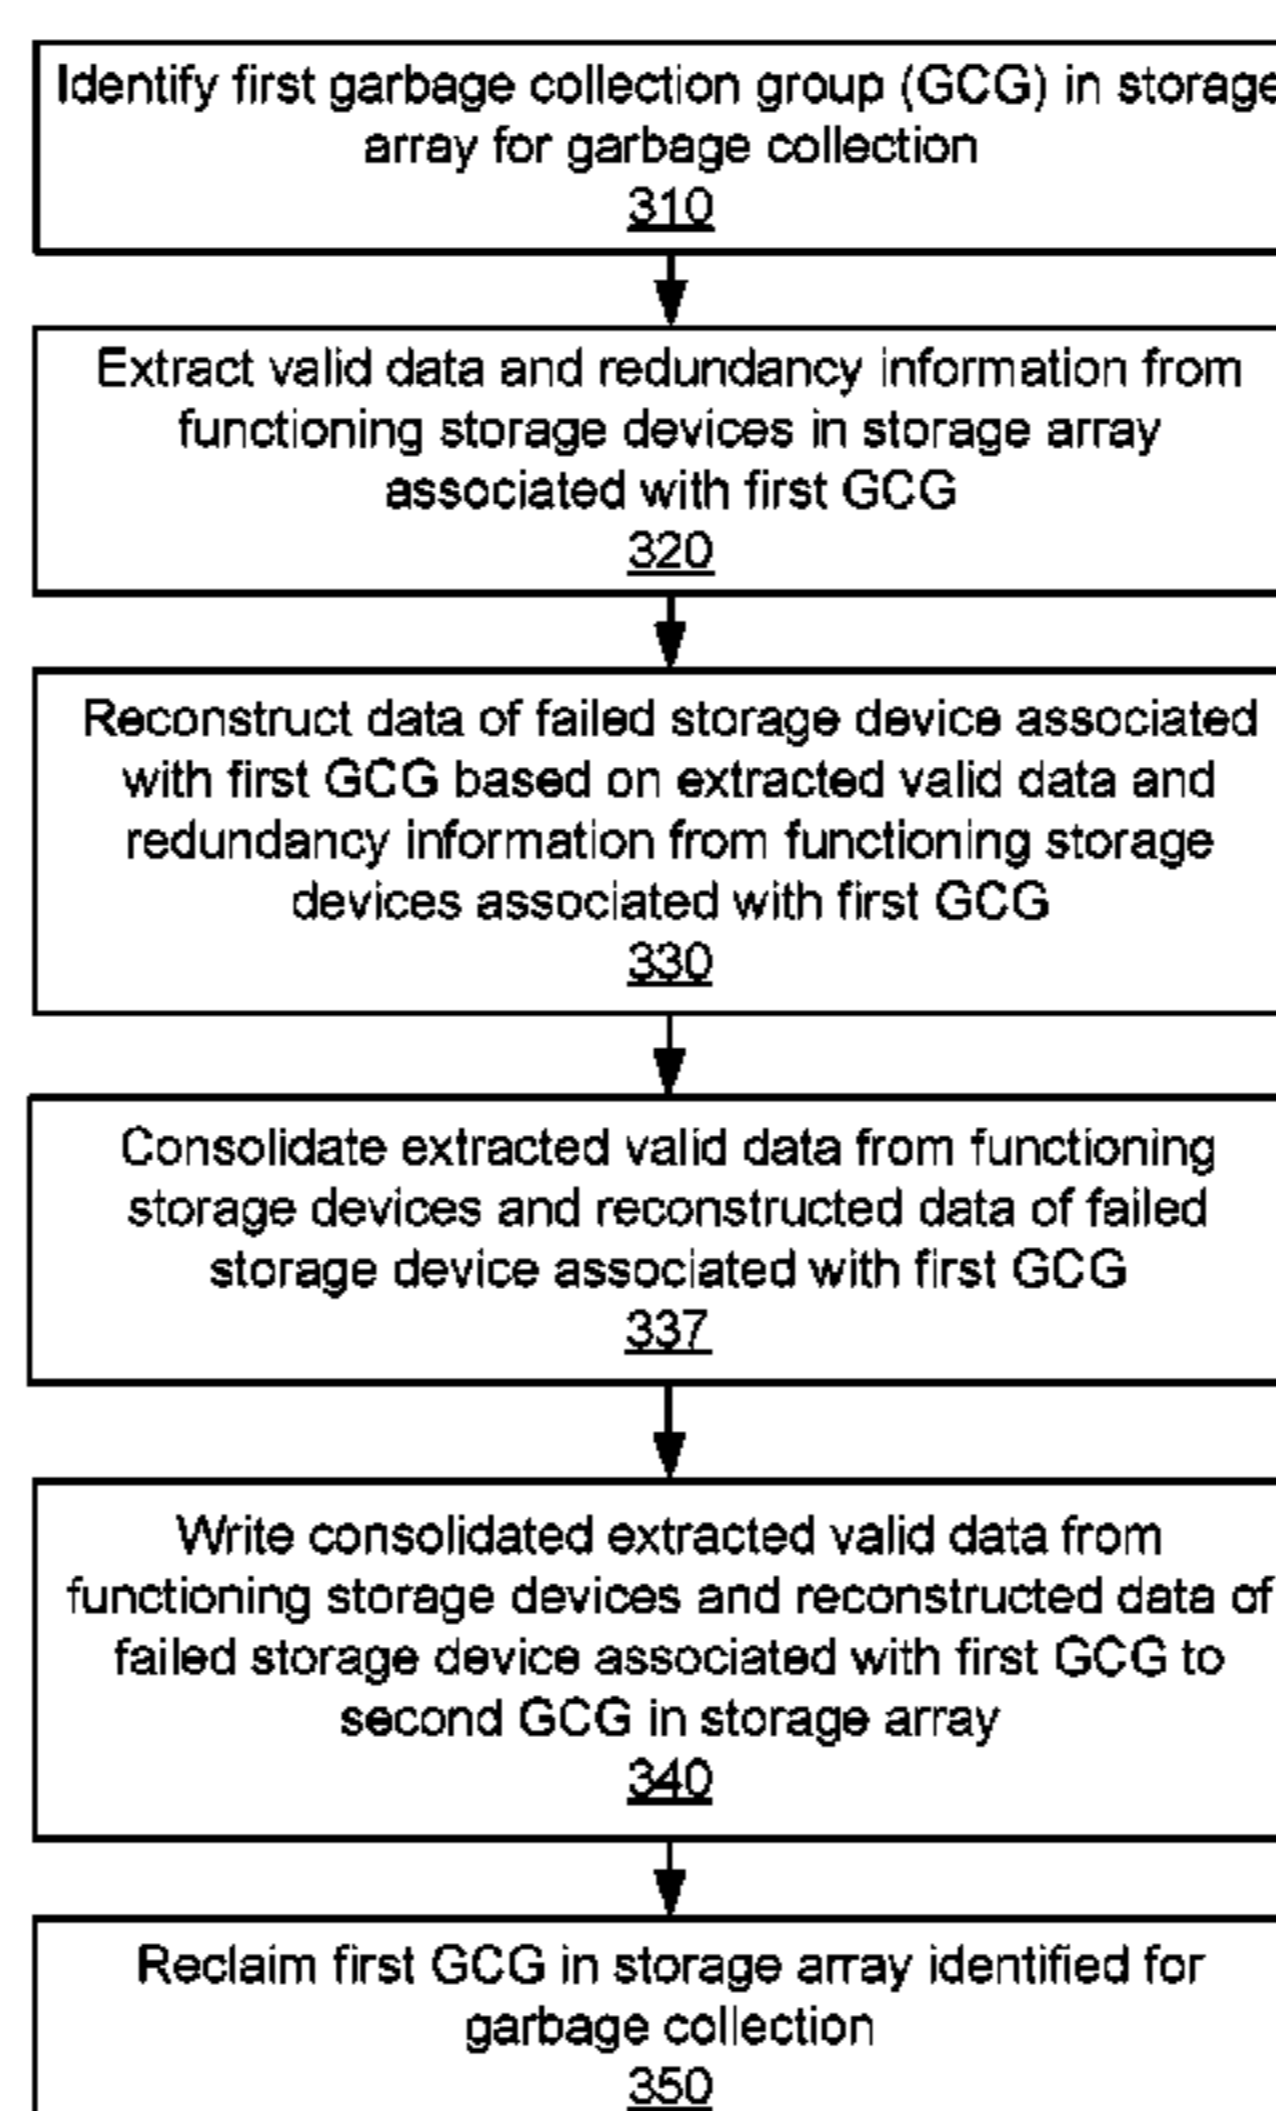 Identify first garbage collection group (GCG) in storage
array for garbage collection
310
Extract valid data and redundancy information from
functioning storage devices in storage array
associated with first GCG
320
Reconstruct data of failed storage device associated
with first GCG based on extracted valid data and
redundancy information from functioning storage
devices associated with first GCG
330
Consolidate extracted valid data from functioning
storage devices and reconstructed data of failed
storage device associated with first GCG
337
Write consolidated extracted valid data from
functioning storage devices and reconstructed data of
failed storage device associated with first GCG to
second GCG in storage array
340
Reclaim first GCG in storage array identified for
garbage collection
350